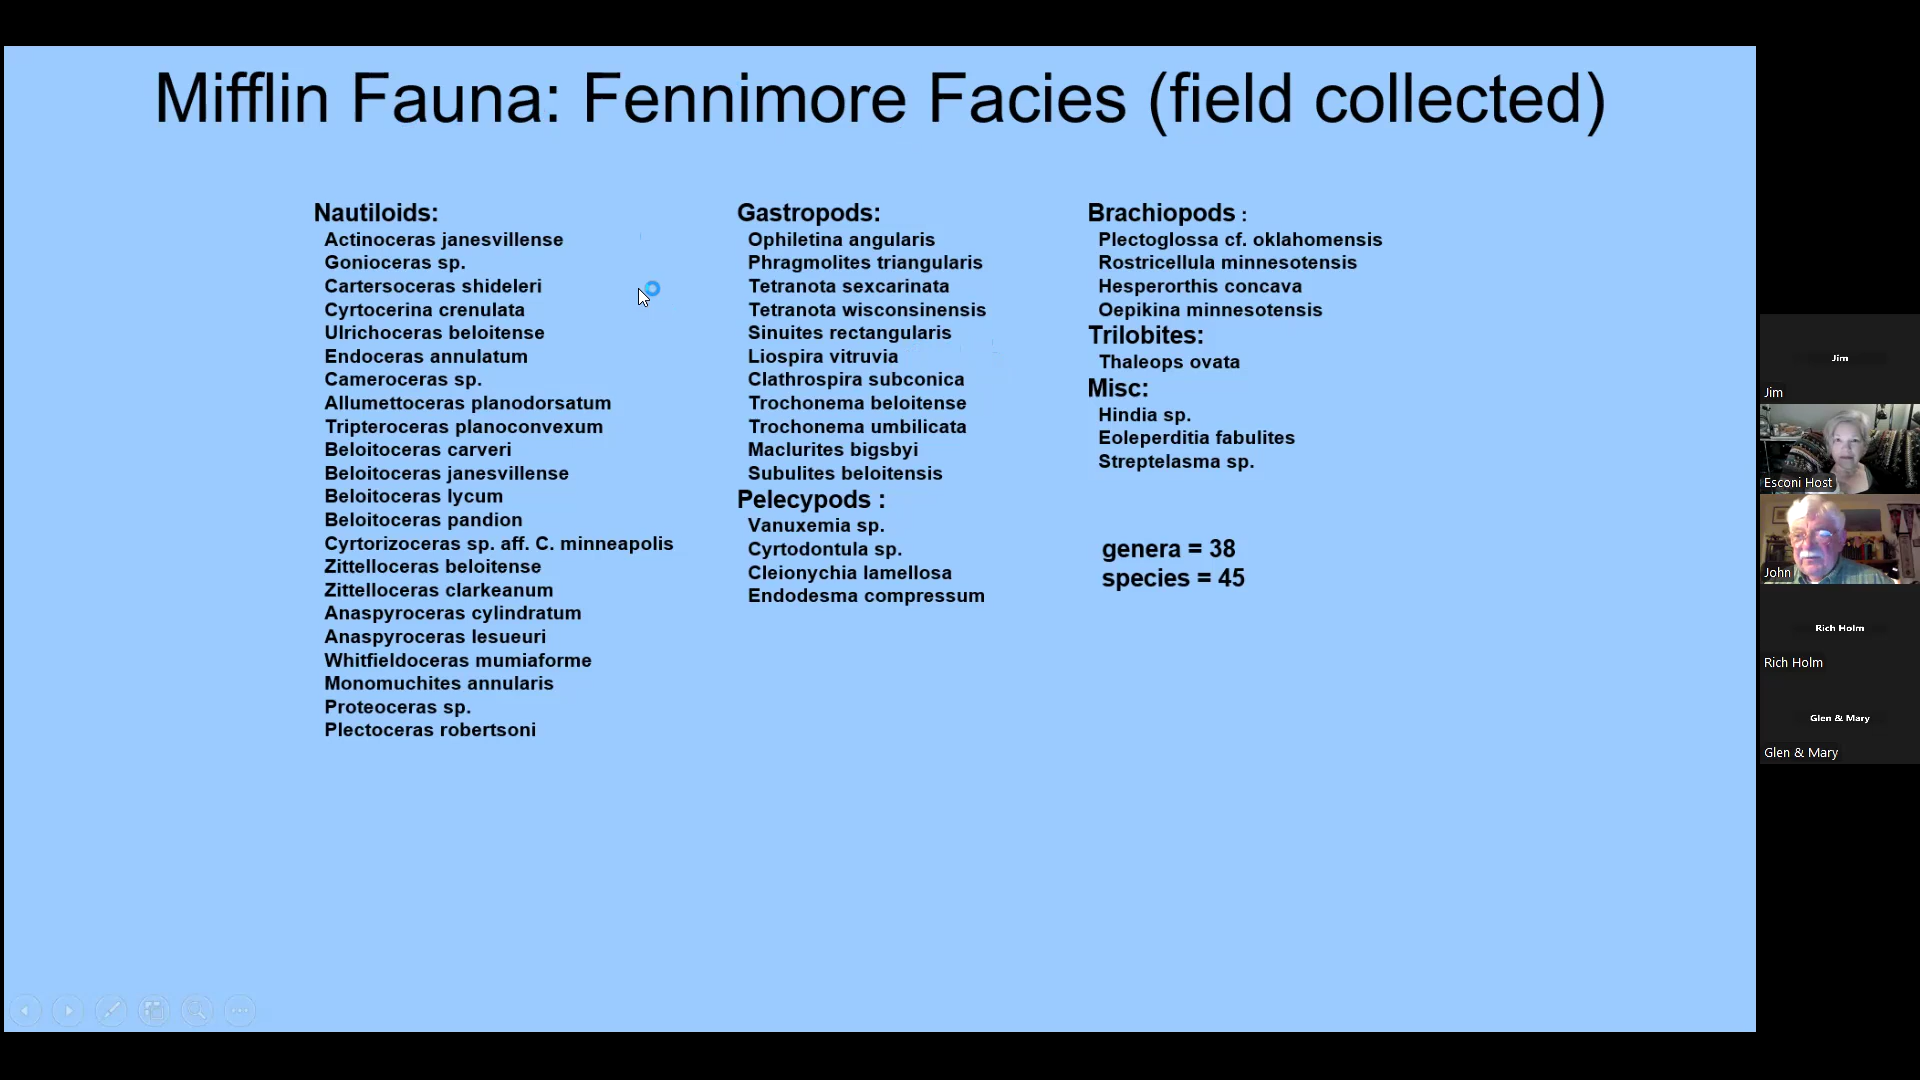 Mifflin Fauna: Fennimore Facies (field collected)
Nautiloids:
Actinoceras janesvillense
Gonioceras sp.
Cartersoceras shideleri
Cyrtocerina crenulata
Ulrichoceras beloitense
Endoceras annulatum
Cameroceras sp.
Allumettoceras planodorsatum
Tripteroceras planoconvexum
Beloitoceras carveri
Beloitoceras janesvillense
Beloitoceras lycum
Beloitoceras pandion
Cyrtorizoceras sp. aff. C. minneapolis
Zittelloceras beloitense
Zittelloceras clarkeanum
Anaspyroceras cylindratum
Anaspyroceras lesueuri
Whitfieldoceras mumiaforme
Monomuchites annularis
Proteoceras sp.
Plectoceras robertsoni
Gastropods:
Ophiletina angularis
Phragmolites triangularis
Tetranota sexcarinata
Tetranota wisconsinensis
Sinuites rectangularis
Liospira vitruvia
Clathrospira subconica
Trochonema beloitense
Trochonema umbilicata
Maclurites bigsbyi
Subulites beloitensis
Pelecypods :
Vanuxemia sp.
Cyrtodontula sp.
Cleionychia lamellosa
Endodesma compressum
Brachiopods :
Plectoglossa cf. oklahomensis
Rostricellula minnesotensis
Hesperorthis concava
Oepikina minnesotensis
Trilobites:
Thaleops ovata
Misc:
Hindia sp.
Eoleperditia fabulites
Streptelasma sp.
genera = 38
species = 45
Jim
Jim
Esconi Host
John
Rich Holm
Rich Holm
Glen & Mary
Glen & Mary